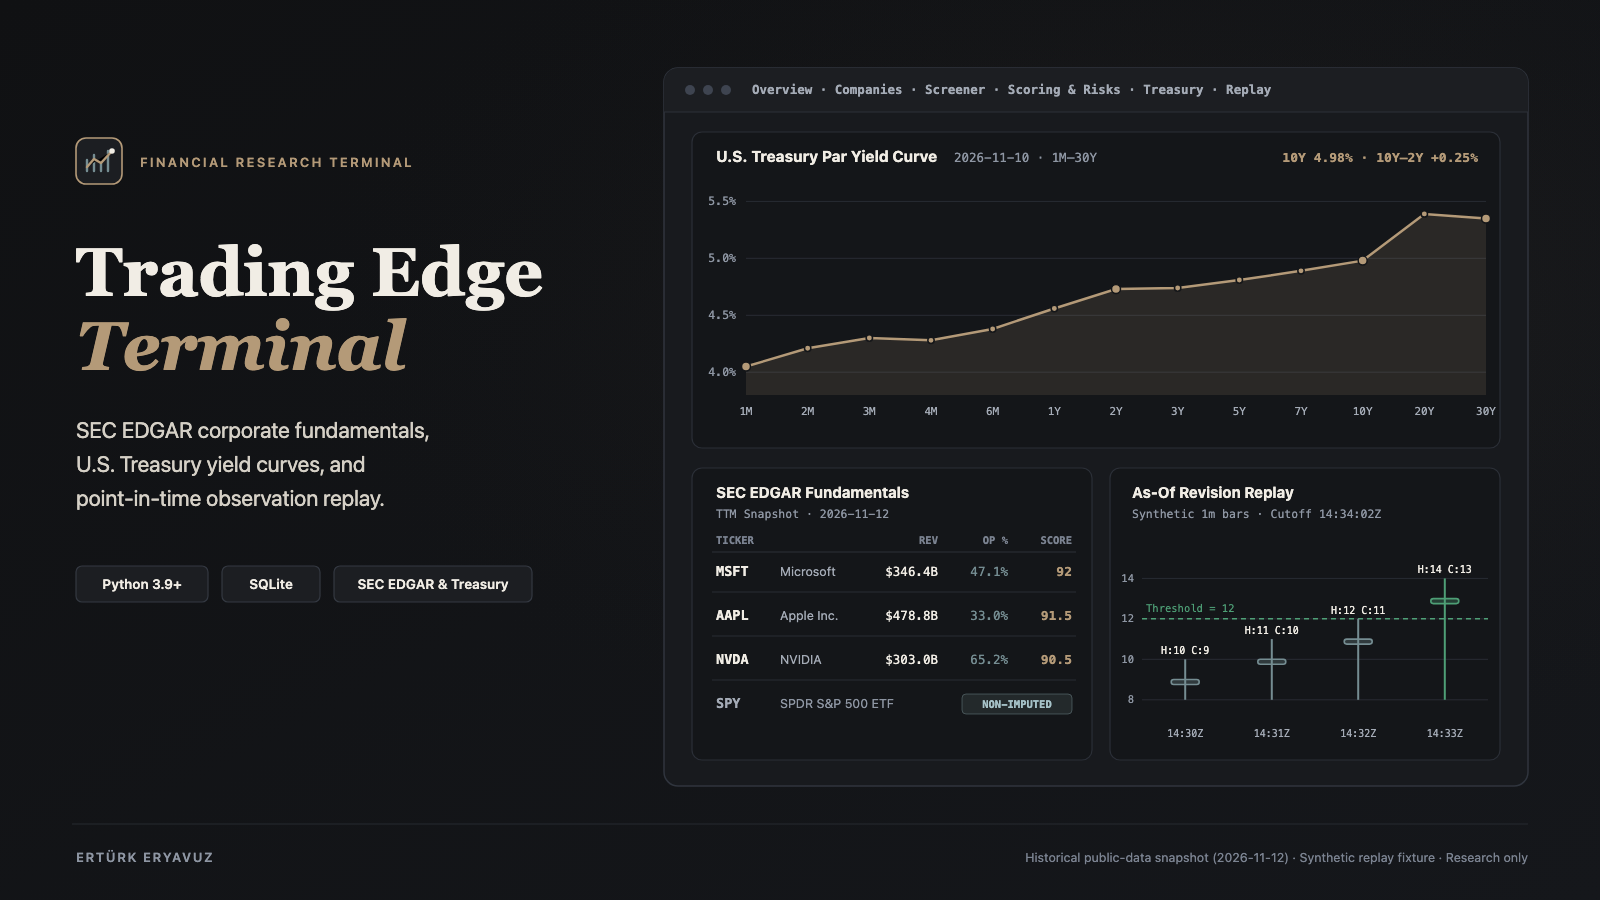 FINANCIAL RESEARCH TERMINAL
Trading Edge
Terminal
SEC EDGAR corporate fundamentals,
U.S. Treasury yield curves, and
point-in-time observation replay.
Python 3.9+
SQLite
SEC EDGAR & Treasury
Overview · Companies · Screener · Scoring & Risks · Treasury · Replay
U.S. Treasury Par Yield Curve 2026-11-10 · 1M–30Y 10Y 4.98% · 10Y–2Y +0.25%
5.5%
5.0%
4.5%
4.0%
1M 2M 3M 4M 6M 1Y 2Y 3Y 5Y 7Y 10Y 20Y 30Y
SEC EDGAR Fundamentals
TTM Snapshot · 2026-11-12
TICKER REV OP % SCORE
MSFT Microsoft $346.4B 47.1% 92
AAPL Apple Inc. $478.8B 33.0% 91.5
NVDA NVIDIA $303.0B 65.2% 90.5
SPY SPDR S&P 500 ETF NON-IMPUTED
As-Of Revision Replay
Synthetic 1m bars · Cutoff 14:34:02Z
H:14 C:13
14
Threshold = 12
H:12 C:11
12
H:11 C:10
H:10 C:9
10
8
14:30Z 14:31Z 14:32Z 14:33Z
ERTÜRK ERYAVUZ
Historical public-data snapshot (2026-11-12) · Synthetic replay fixture · Research only